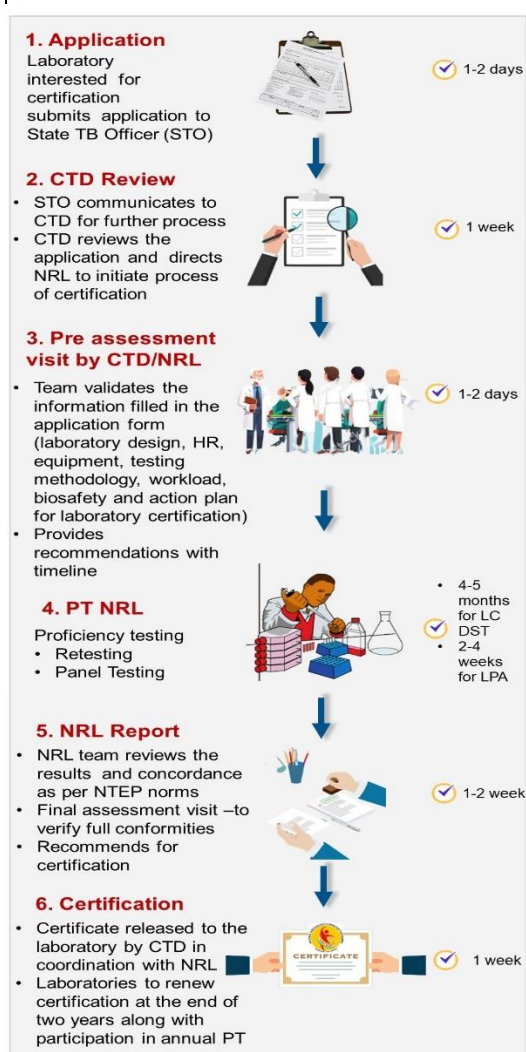 1. Application
Laboratory
interested for
certification
submits application to
State TB Officer (STO)
1-2 days
2. CTD Review
• STO communicates to
CTD for further process
• CTD reviews the
application and directs
NRL to initiate process
of certification
1 week
3. Pre assessment
visit by CTD/NRL
• Team validates the
information filled in the
application form
(laboratory design, HR,
equipment, testing
methodology, workload,
biosafety and action plan
for laboratory certification)
• Provides
recommendations with
timeline
1-2 days
4. PT NRL
Proficiency testing
• Retesting
• Panel Testing
• 4-5
months
for LC
DST
• 2-4
weeks
for LPA
5. NRL Report
• NRL team reviews the
results and concordance
as per NTEP norms
• Final assessment visit –to
verify full conformities
• Recommends for
certification
1-2 week
6. Certification
• Certificate released to the
laboratory by CTD in
coordination with NRL
• Laboratories to renew
certification at the end of
two years along with
participation in annual PT
CERTIFICATE
1 week